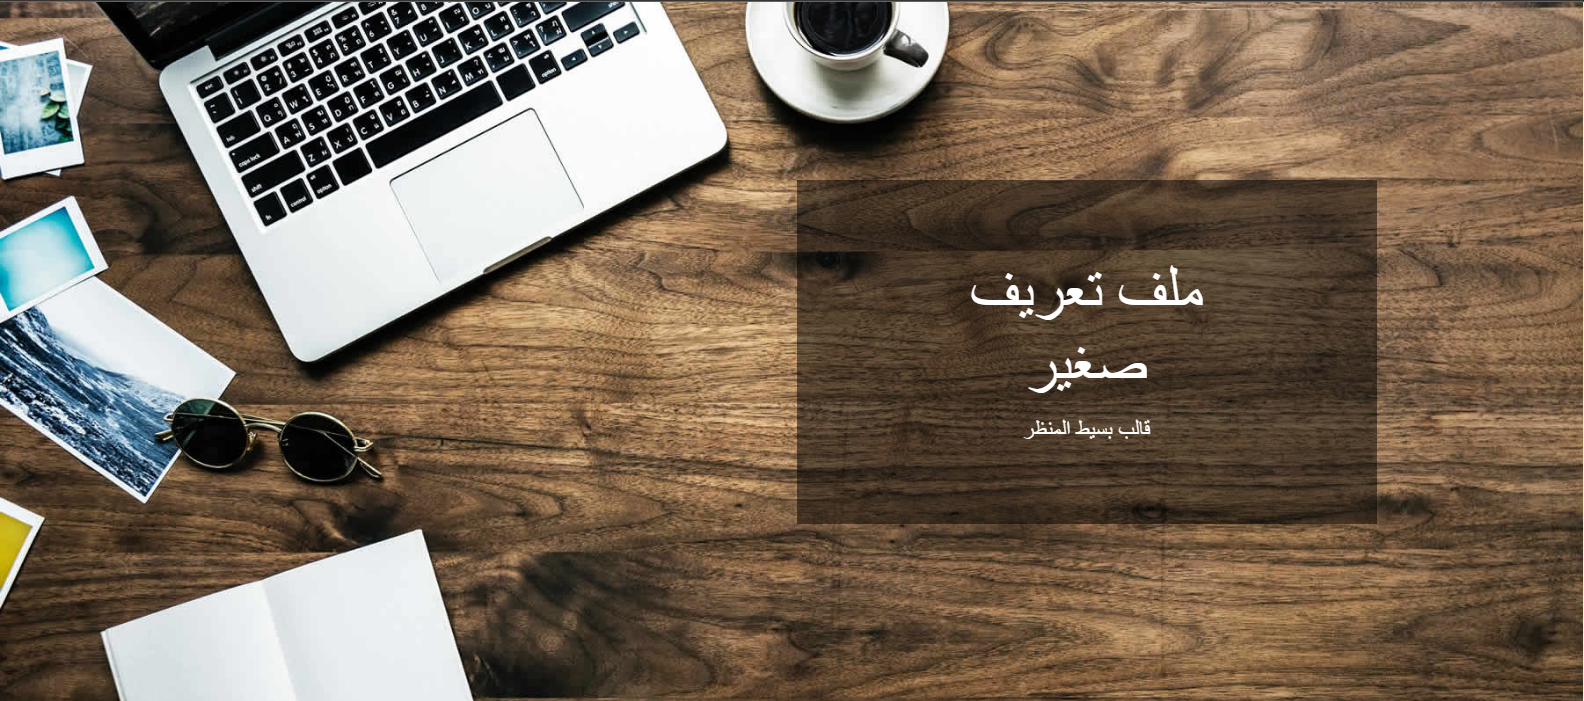 ملف تعريف
صغير
قالب بسيط المنظر